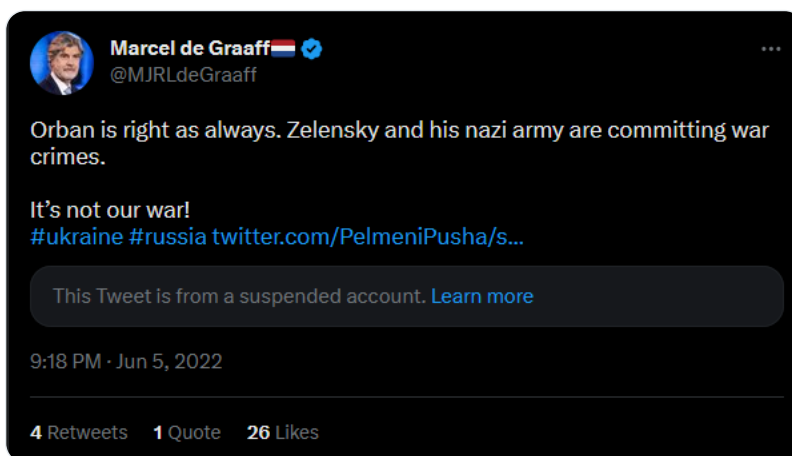 Marcel de Graaff🇳🇱
@MJRLdeGraaff
Orban is right as always. Zelensky and his nazi army are committing war
crimes.
It’s not our war!
#ukraine #russia twitter.com/PelmeniPusha/s...
This Tweet is from a suspended account. Learn more
9:18 PM · Jun 5, 2022
4 Retweets 1 Quote 26 Likes